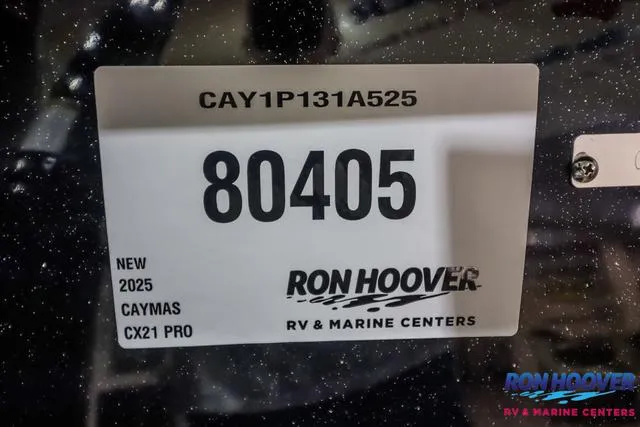 CAY1P131A525
80405
NEW
2025
CAYMAS
CX21 PRO
RON HOOVER
RV & MARINE CENTERS
RON HOOVER
RV & MARINE CENTERS